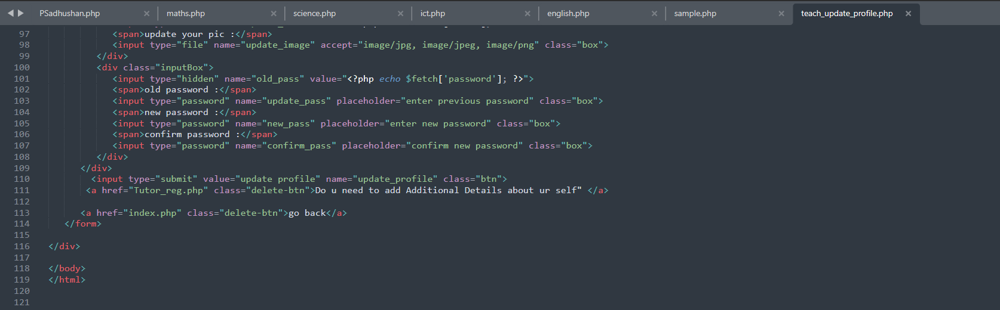 PSadhushan.php × maths.php × science.php × ict.php × english.php × sample.php × teach_update_profile.php ×
97 <span>update your pic :</span>
98 <input type="file" name="update_image" accept="image/jpg, image/jpeg, image/png" class="box">
99 </div>
100 <div class="inputBox">
101 <input type="hidden" name="old_pass" value="<?php echo $fetch['password']; ?>">
102 <span>old password :</span>
103 <input type="password" name="update_pass" placeholder="enter previous password" class="box">
104 <span>new password :</span>
105 <input type="password" name="new_pass" placeholder="enter new password" class="box">
106 <span>confirm password :</span>
107 <input type="password" name="confirm_pass" placeholder="confirm new password" class="box">
108 </div>
109 </div>
110 <input type="submit" value="update profile" name="update_profile" class="btn">
111 <a href="Tutor_reg.php" class="delete-btn">Do u need to add Additional Details about ur self" </a>
112
113 <a href="index.php" class="delete-btn">go back</a>
114 </form>
115
116 </div>
117
118 </body>
119 </html>
120
121